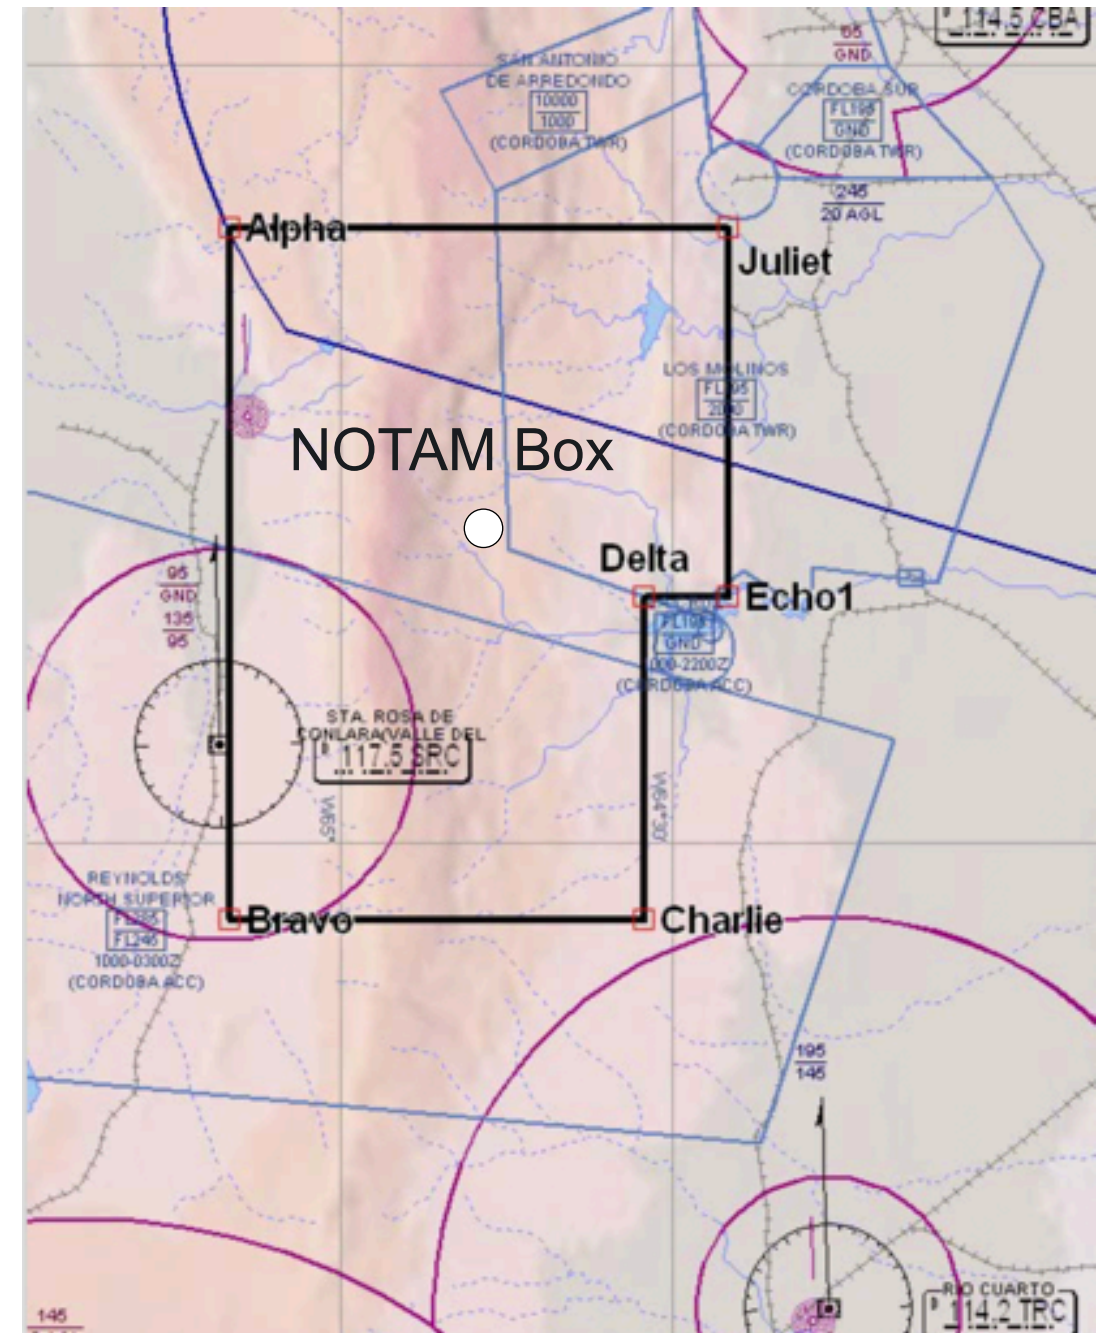 114.5 CBA
65
GND
SAN ANTONIO
DE ARREDONDO
10000
1000
(CORDOBA TWR)
CORDOBA SUR
FL195
GND
(CORDOBA TWR)
245
20 AGL
Alpha
Juliet
LOS MOLINOS
(CORDOBA TWR)
NOTAM Box
Delta
Echo1
95
GND
135
95
FL195
GND
(CORDOBA ACC)
STA. ROSA DE
CONLARA/VALLE DEL
117.5 SRC
W65°
W64°30'
REYNOLDS
NORTH SUPERIOR
FL245
1000-0300Z
(CORDOBA ACC)
Bravo
Charlie
195
145
RIO CUARTO
114.2 TRC
145